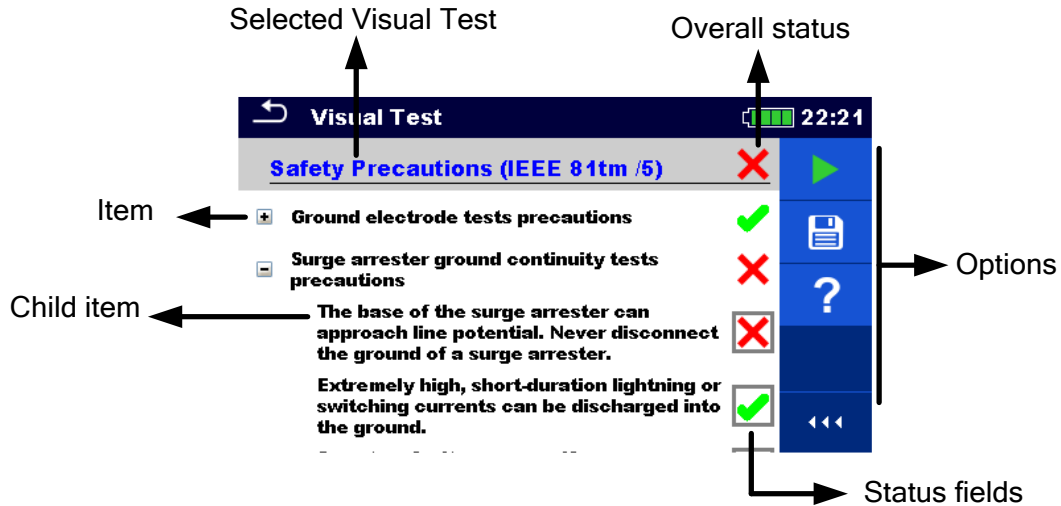 Selected Visual Test
Overall status
Visual Test
22:21
Safety Precautions (IEEE 81tm /5)
Item
Ground electrode tests precautions
Surge arrester ground continuity tests
precautions
Options
?
Child item
The base of the surge arrester can
approach line potential. Never disconnect
the ground of a surge arrester.
Extremely high, short-duration lightning or
switching currents can be discharged into
the ground.
Status fields